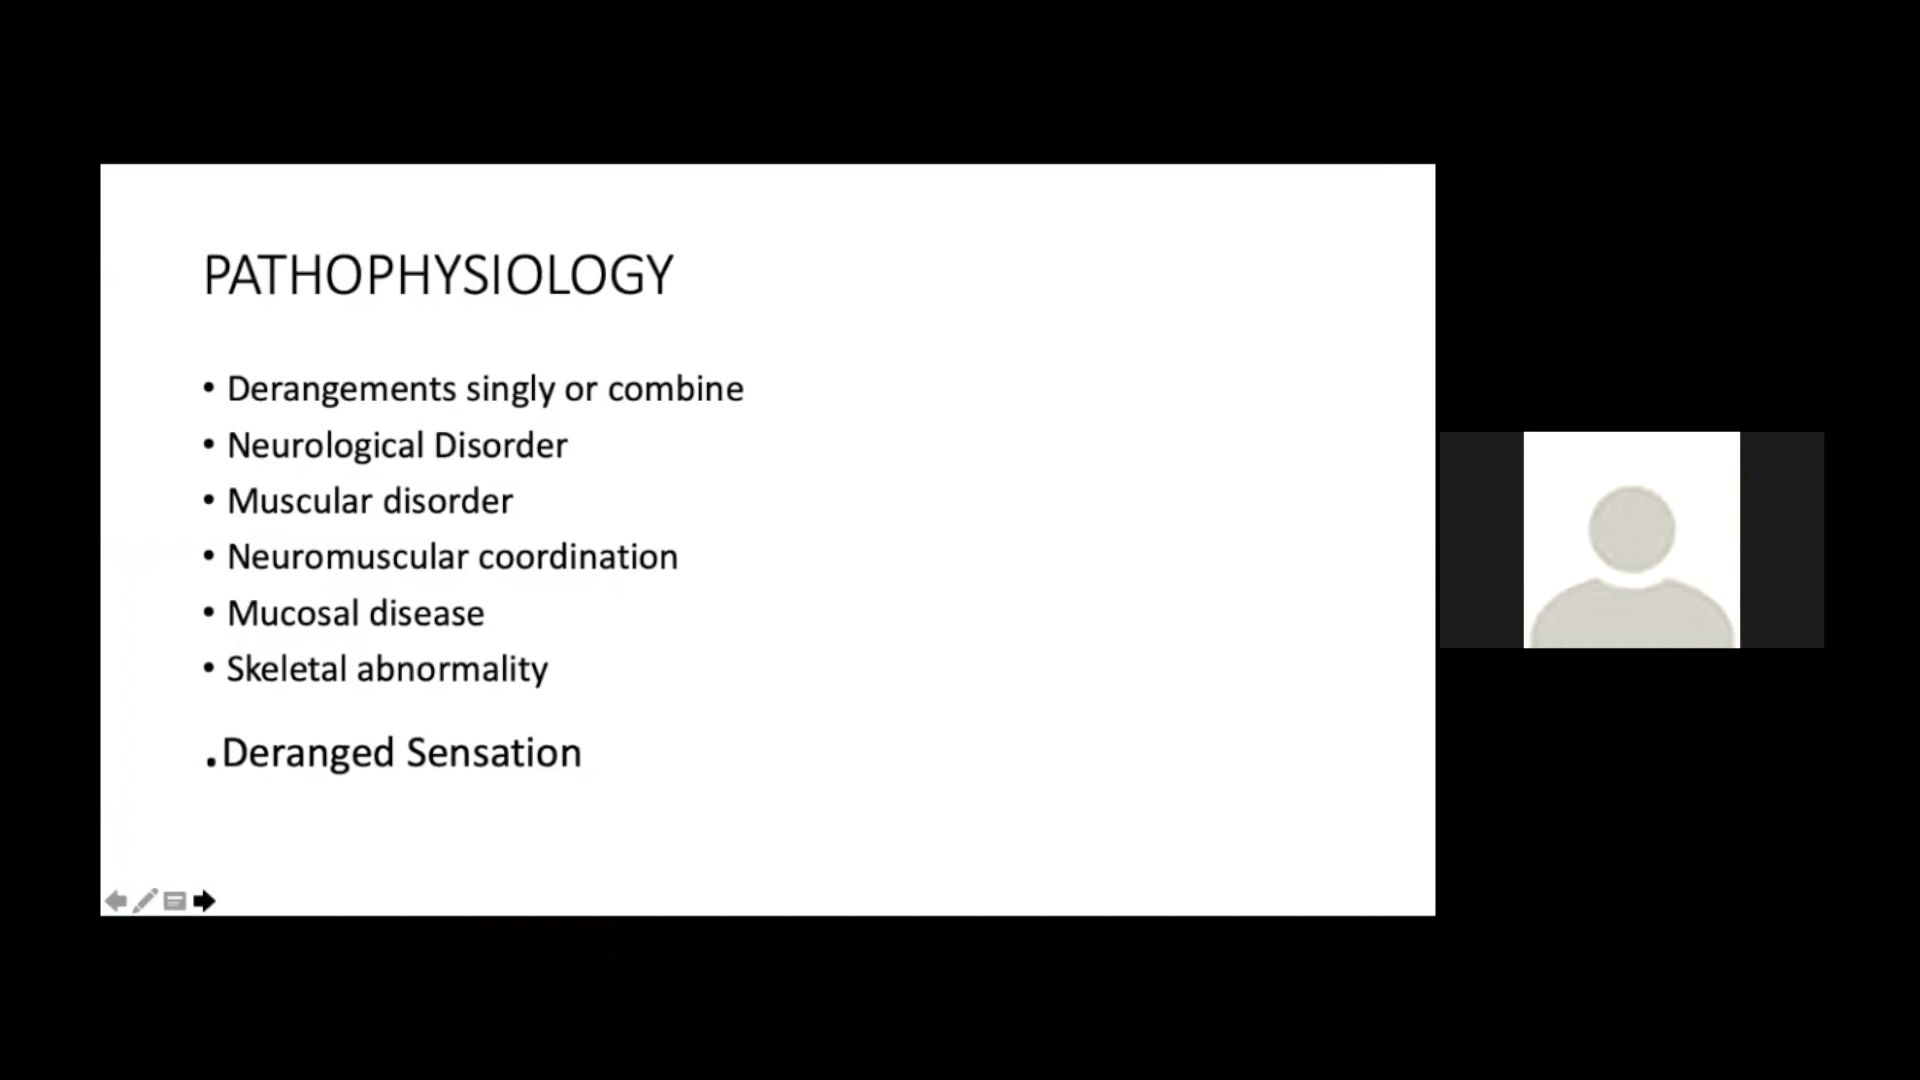 PATHOPHYSIOLOGY
• Derangements singly or combine
• Neurological Disorder
• Muscular disorder
• Neuromuscular coordination
• Mucosal disease
• Skeletal abnormality
.Deranged Sensation